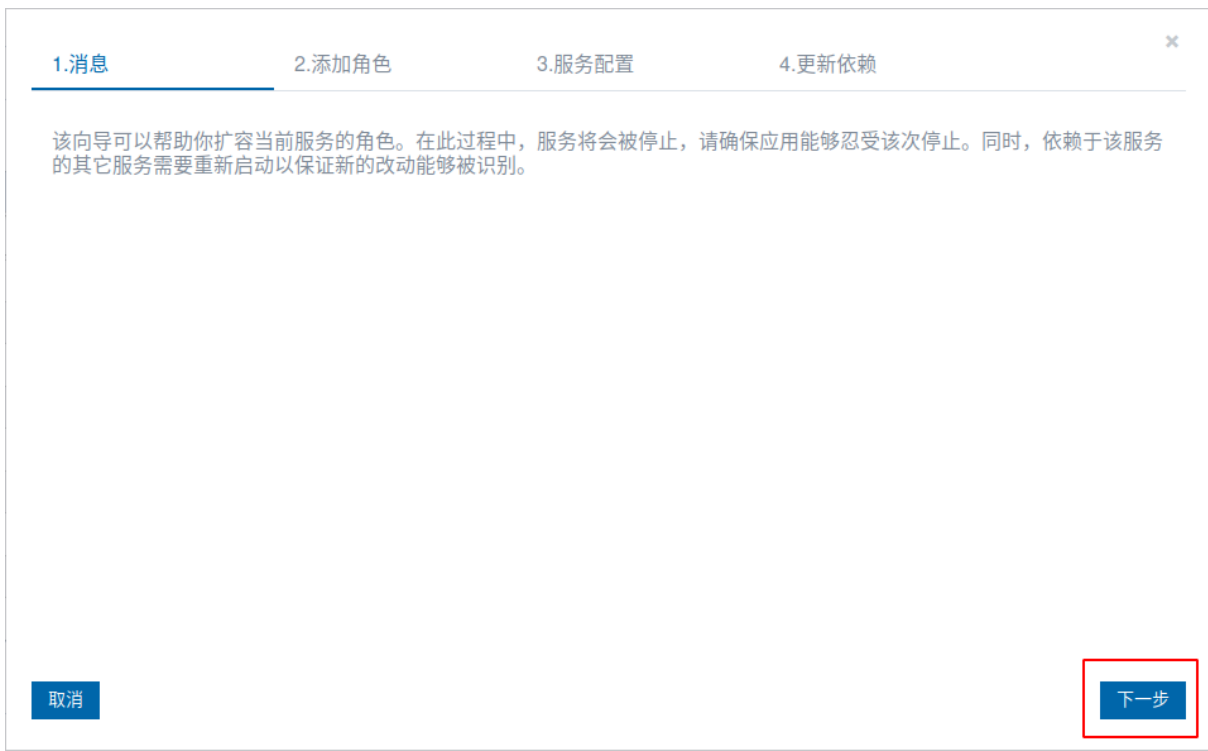 1.消息 2.添加角色 3.服务配置 4.更新依赖 ×
该向导可以帮助你扩容当前服务的角色。在此过程中，服务将会被停止，请确保应用能够忍受该次停止。同时，依赖于该服务
的其它服务需要重新启动以保证新的改动能够被识别。
取消 下一步